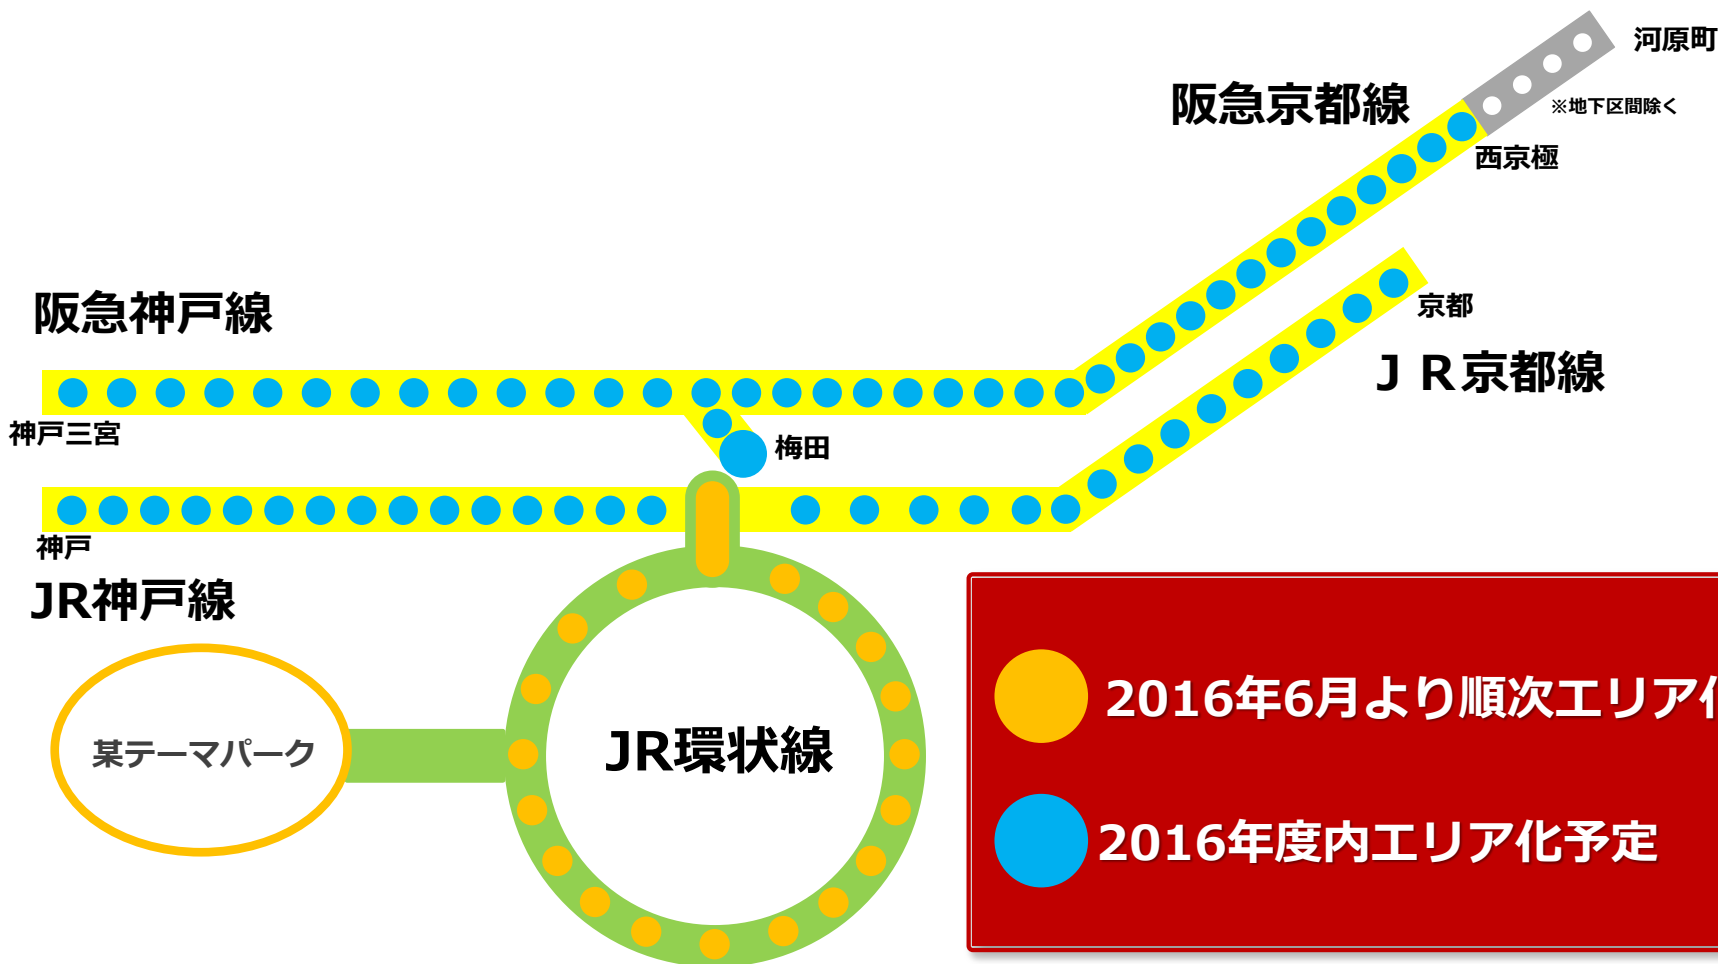 河原町
阪急京都線
※地下区間除く
西京極
阪急神戸線
京都
ＪＲ京都線
神戸三宮
梅田
神戸
JR神戸線
2016年6月より順次エリア化
某テーマパーク
JR環状線
2016年度内エリア化予定